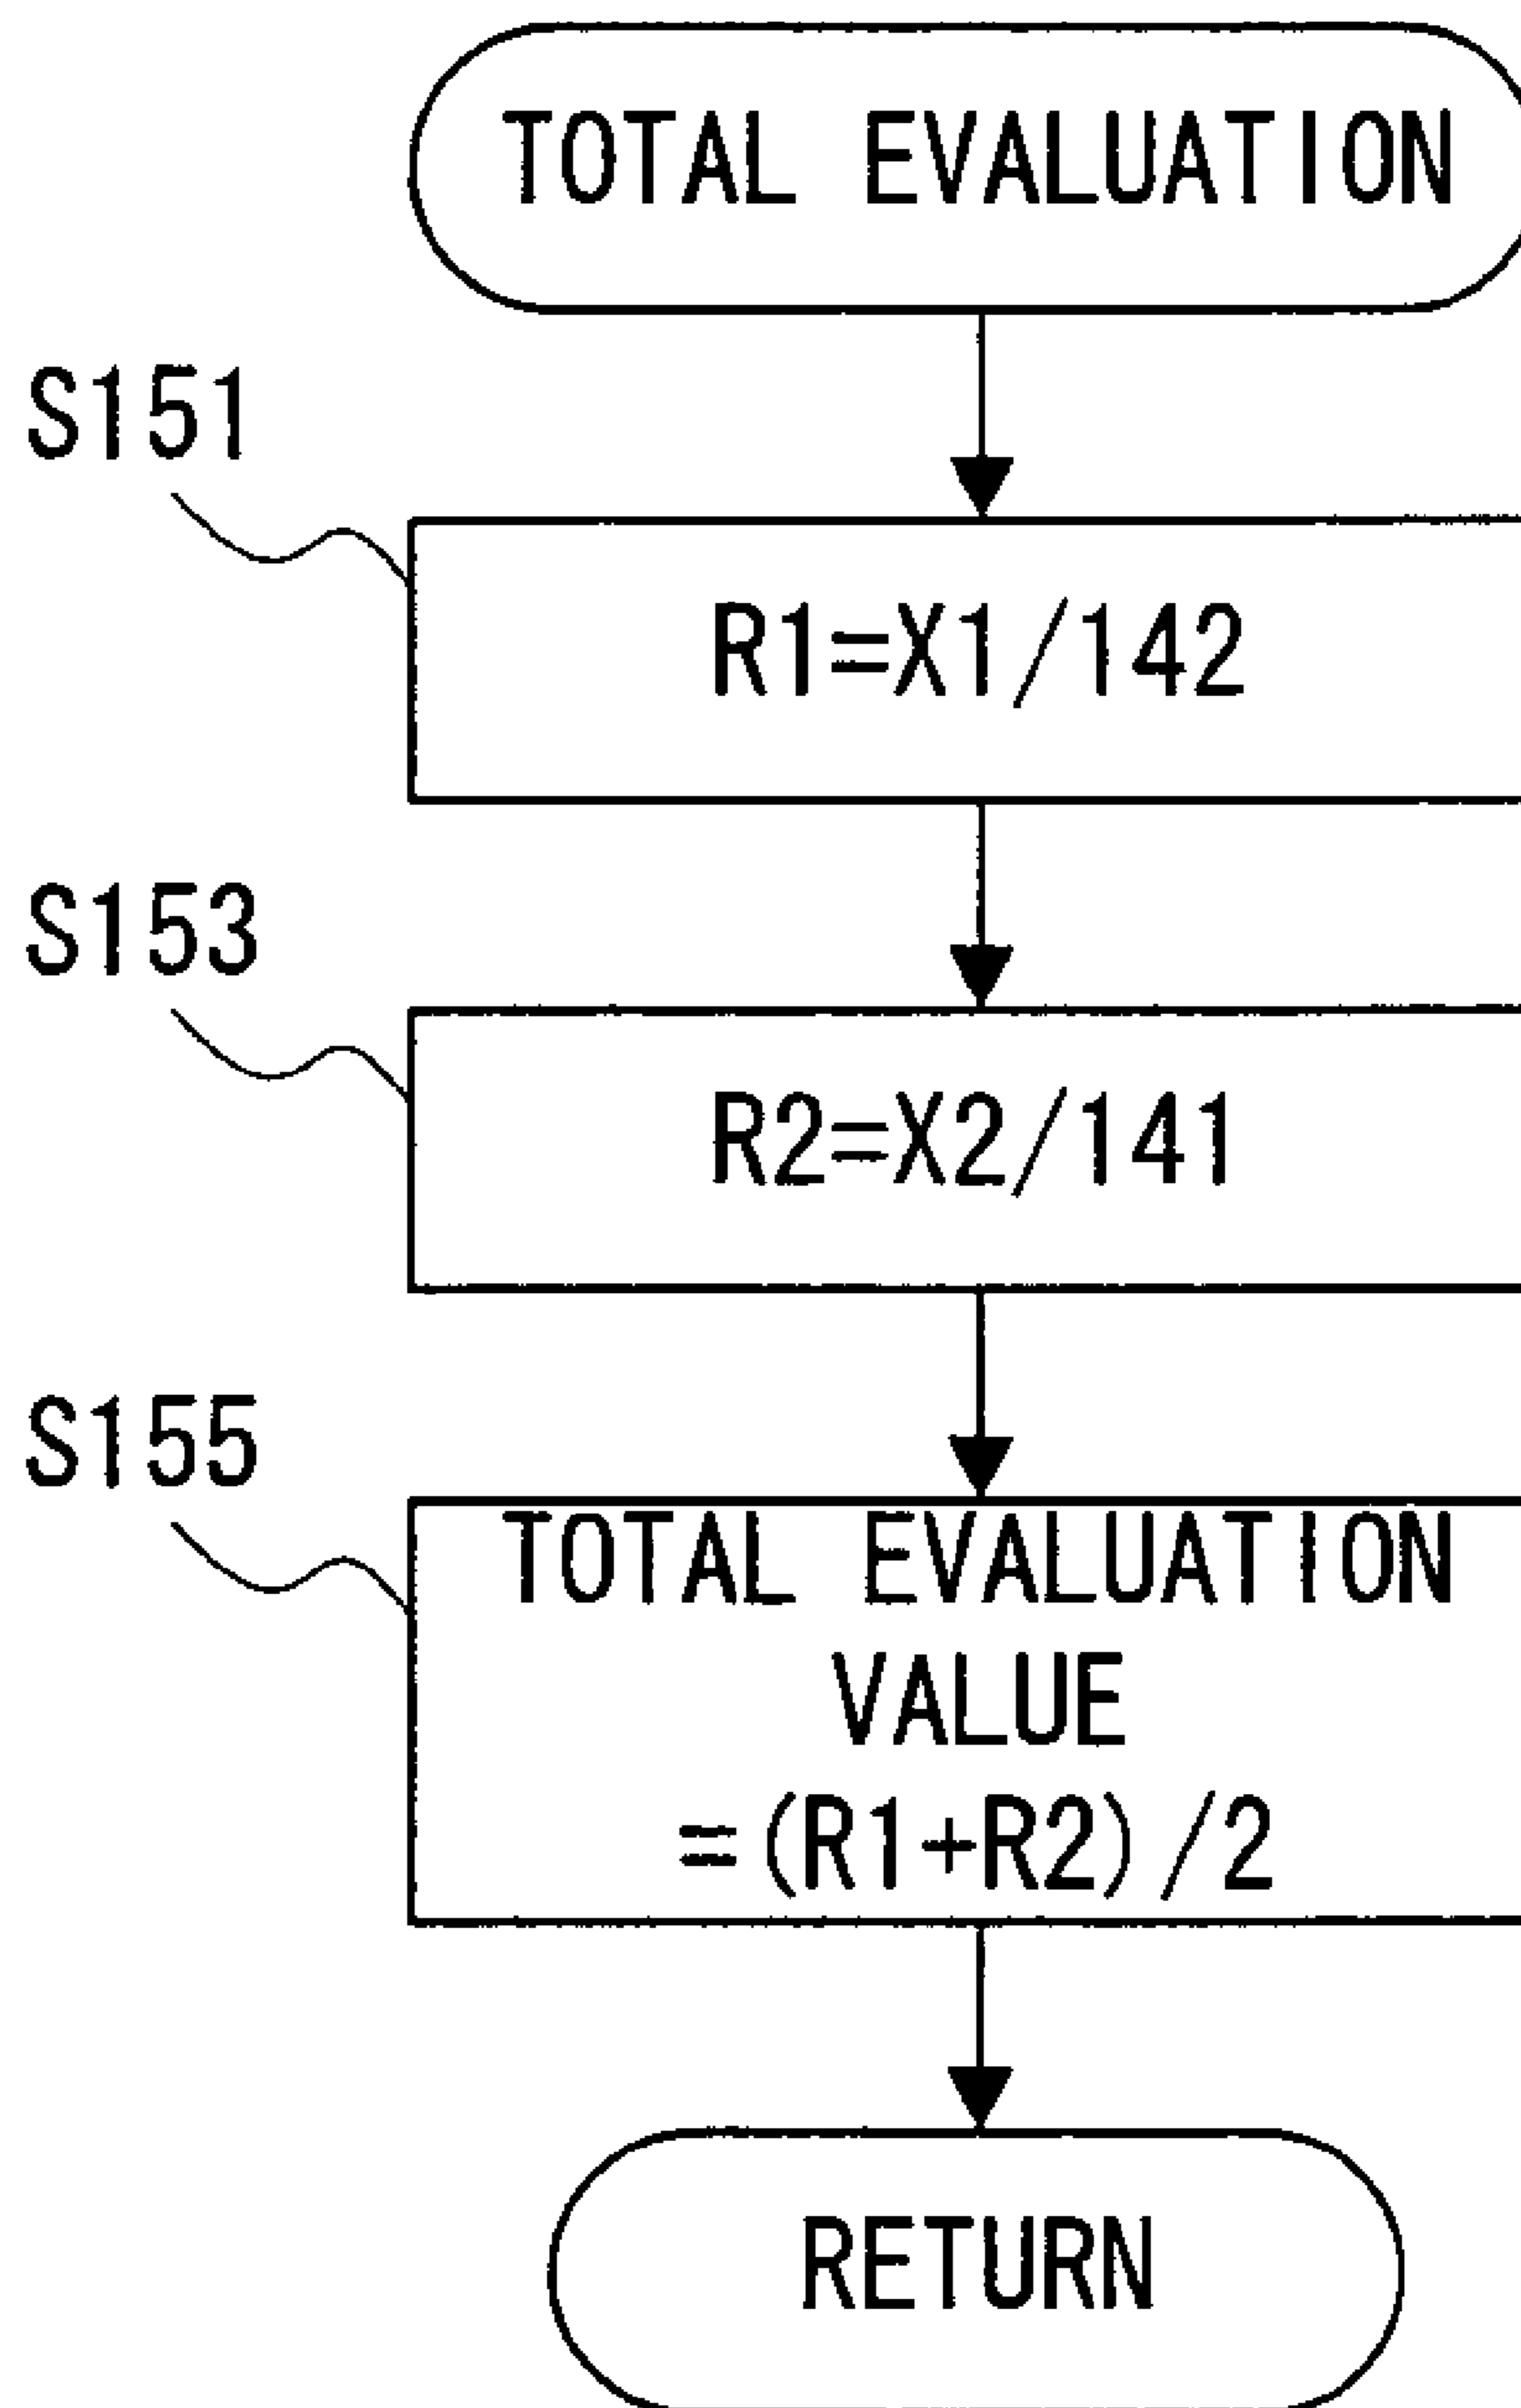 TOTAL EVALUATION
S151
R1=X1/142
S153
R2=X2/141
S155
TOTAL EVALUATION
VALUE
=(R1+R2)/2
RETURN